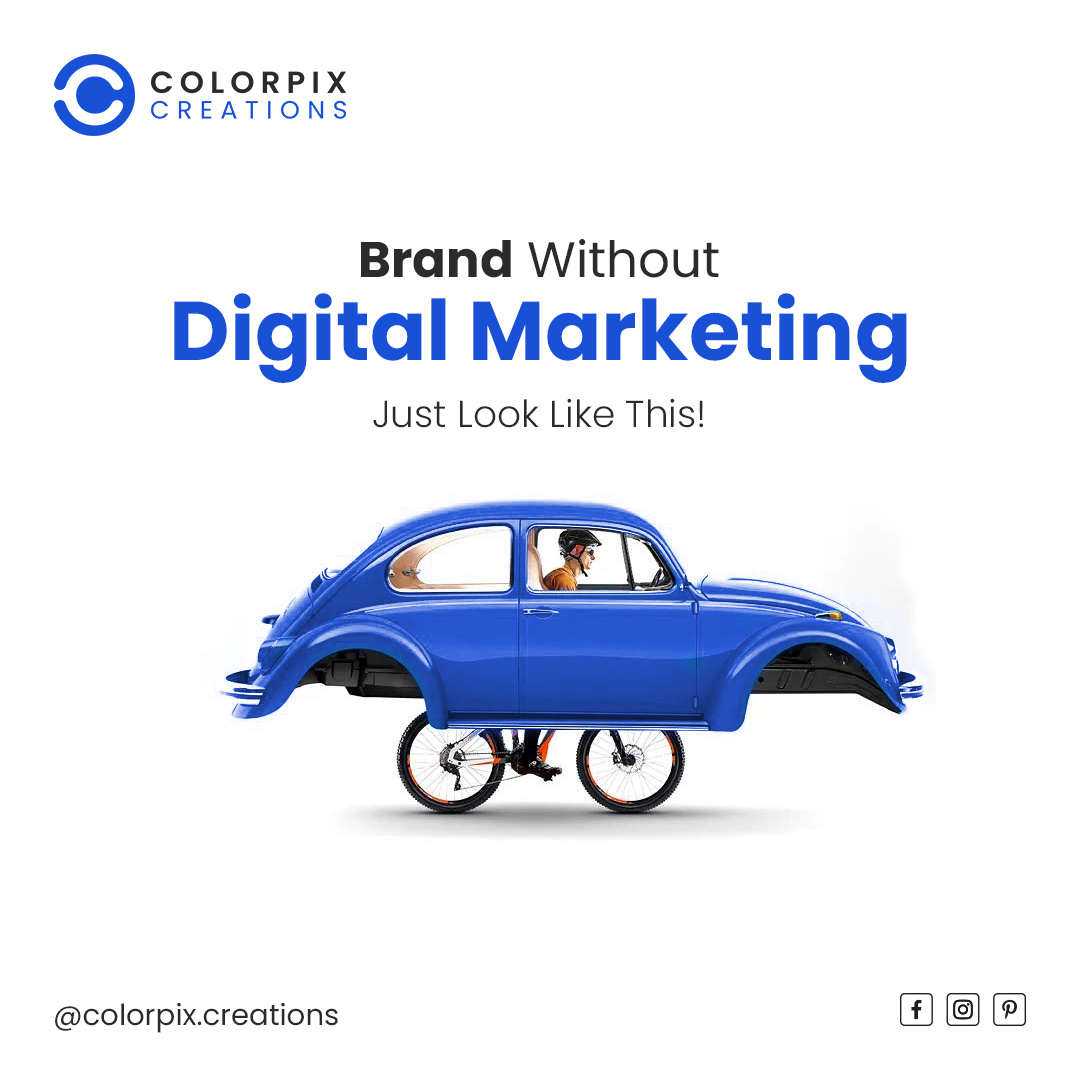 COLORPIX
CREATIONS
Brand Without
Digital Marketing
Just Look Like This!
@colorpix.creations